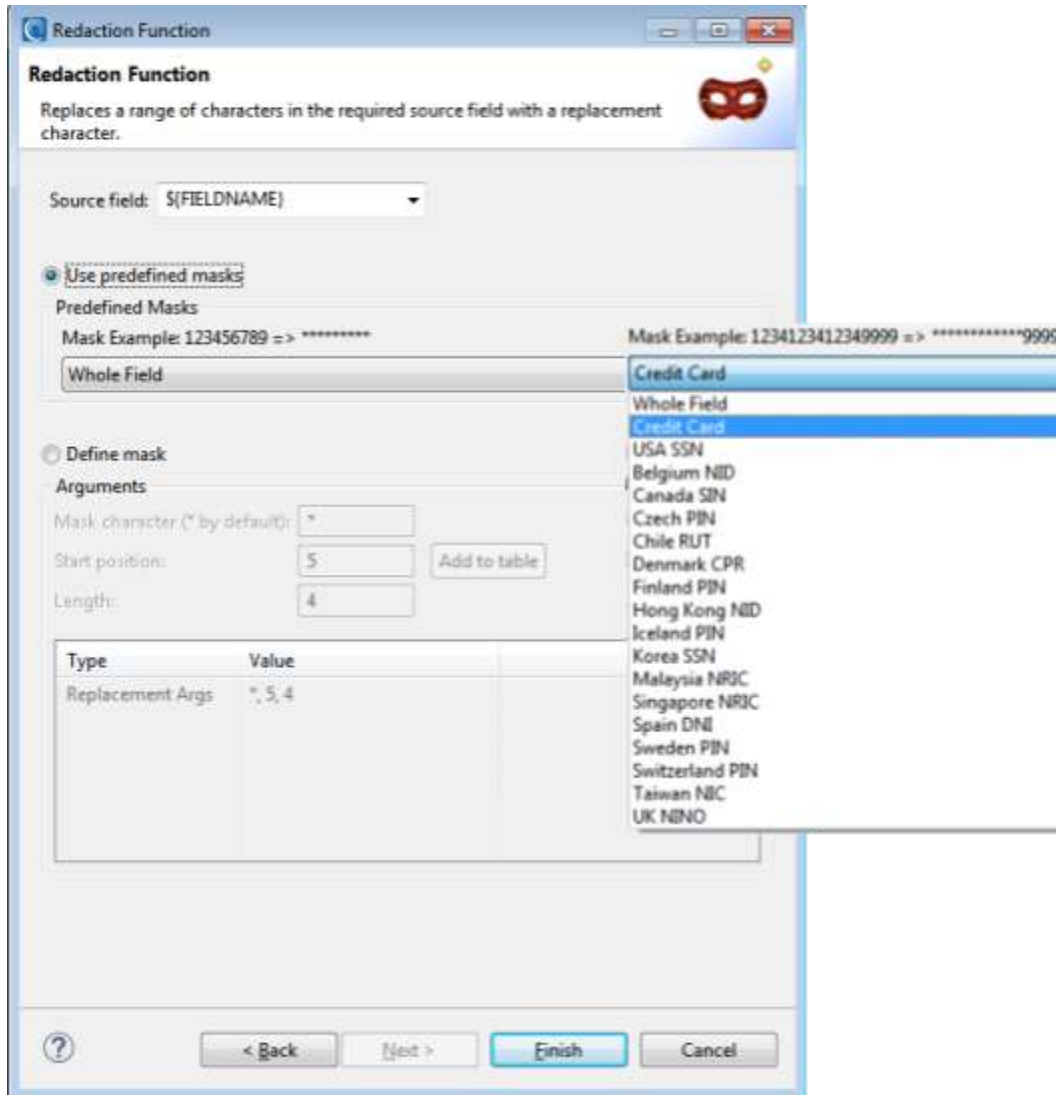 Redaction Function
Redaction Function
Replaces a range of characters in the required source field with a replacement
character.
Source field: ${FIELDNAME}
Use predefined masks
Predefined Masks
Mask Example: 123456789 => *********
Whole Field
Mask Example: 1234123412349999 => ************9999
Credit Card
Whole Field
Credit Card
USA SSN
Belgium NID
Canada SIN
Czech PIN
Chile RUT
Denmark CPR
Finland PIN
Hong Kong NID
Iceland PIN
Korea SSN
Malaysia NRIC
Singapore NRIC
Spain DNI
Sweden PIN
Switzerland PIN
Taiwan NIC
UK NINO
Define mask
Arguments
Mask character (* by default): *
Start position: 5 Add to table
Length: 4
Type Value
Replacement Args *, 5, 4
? < Back Next > Finish Cancel